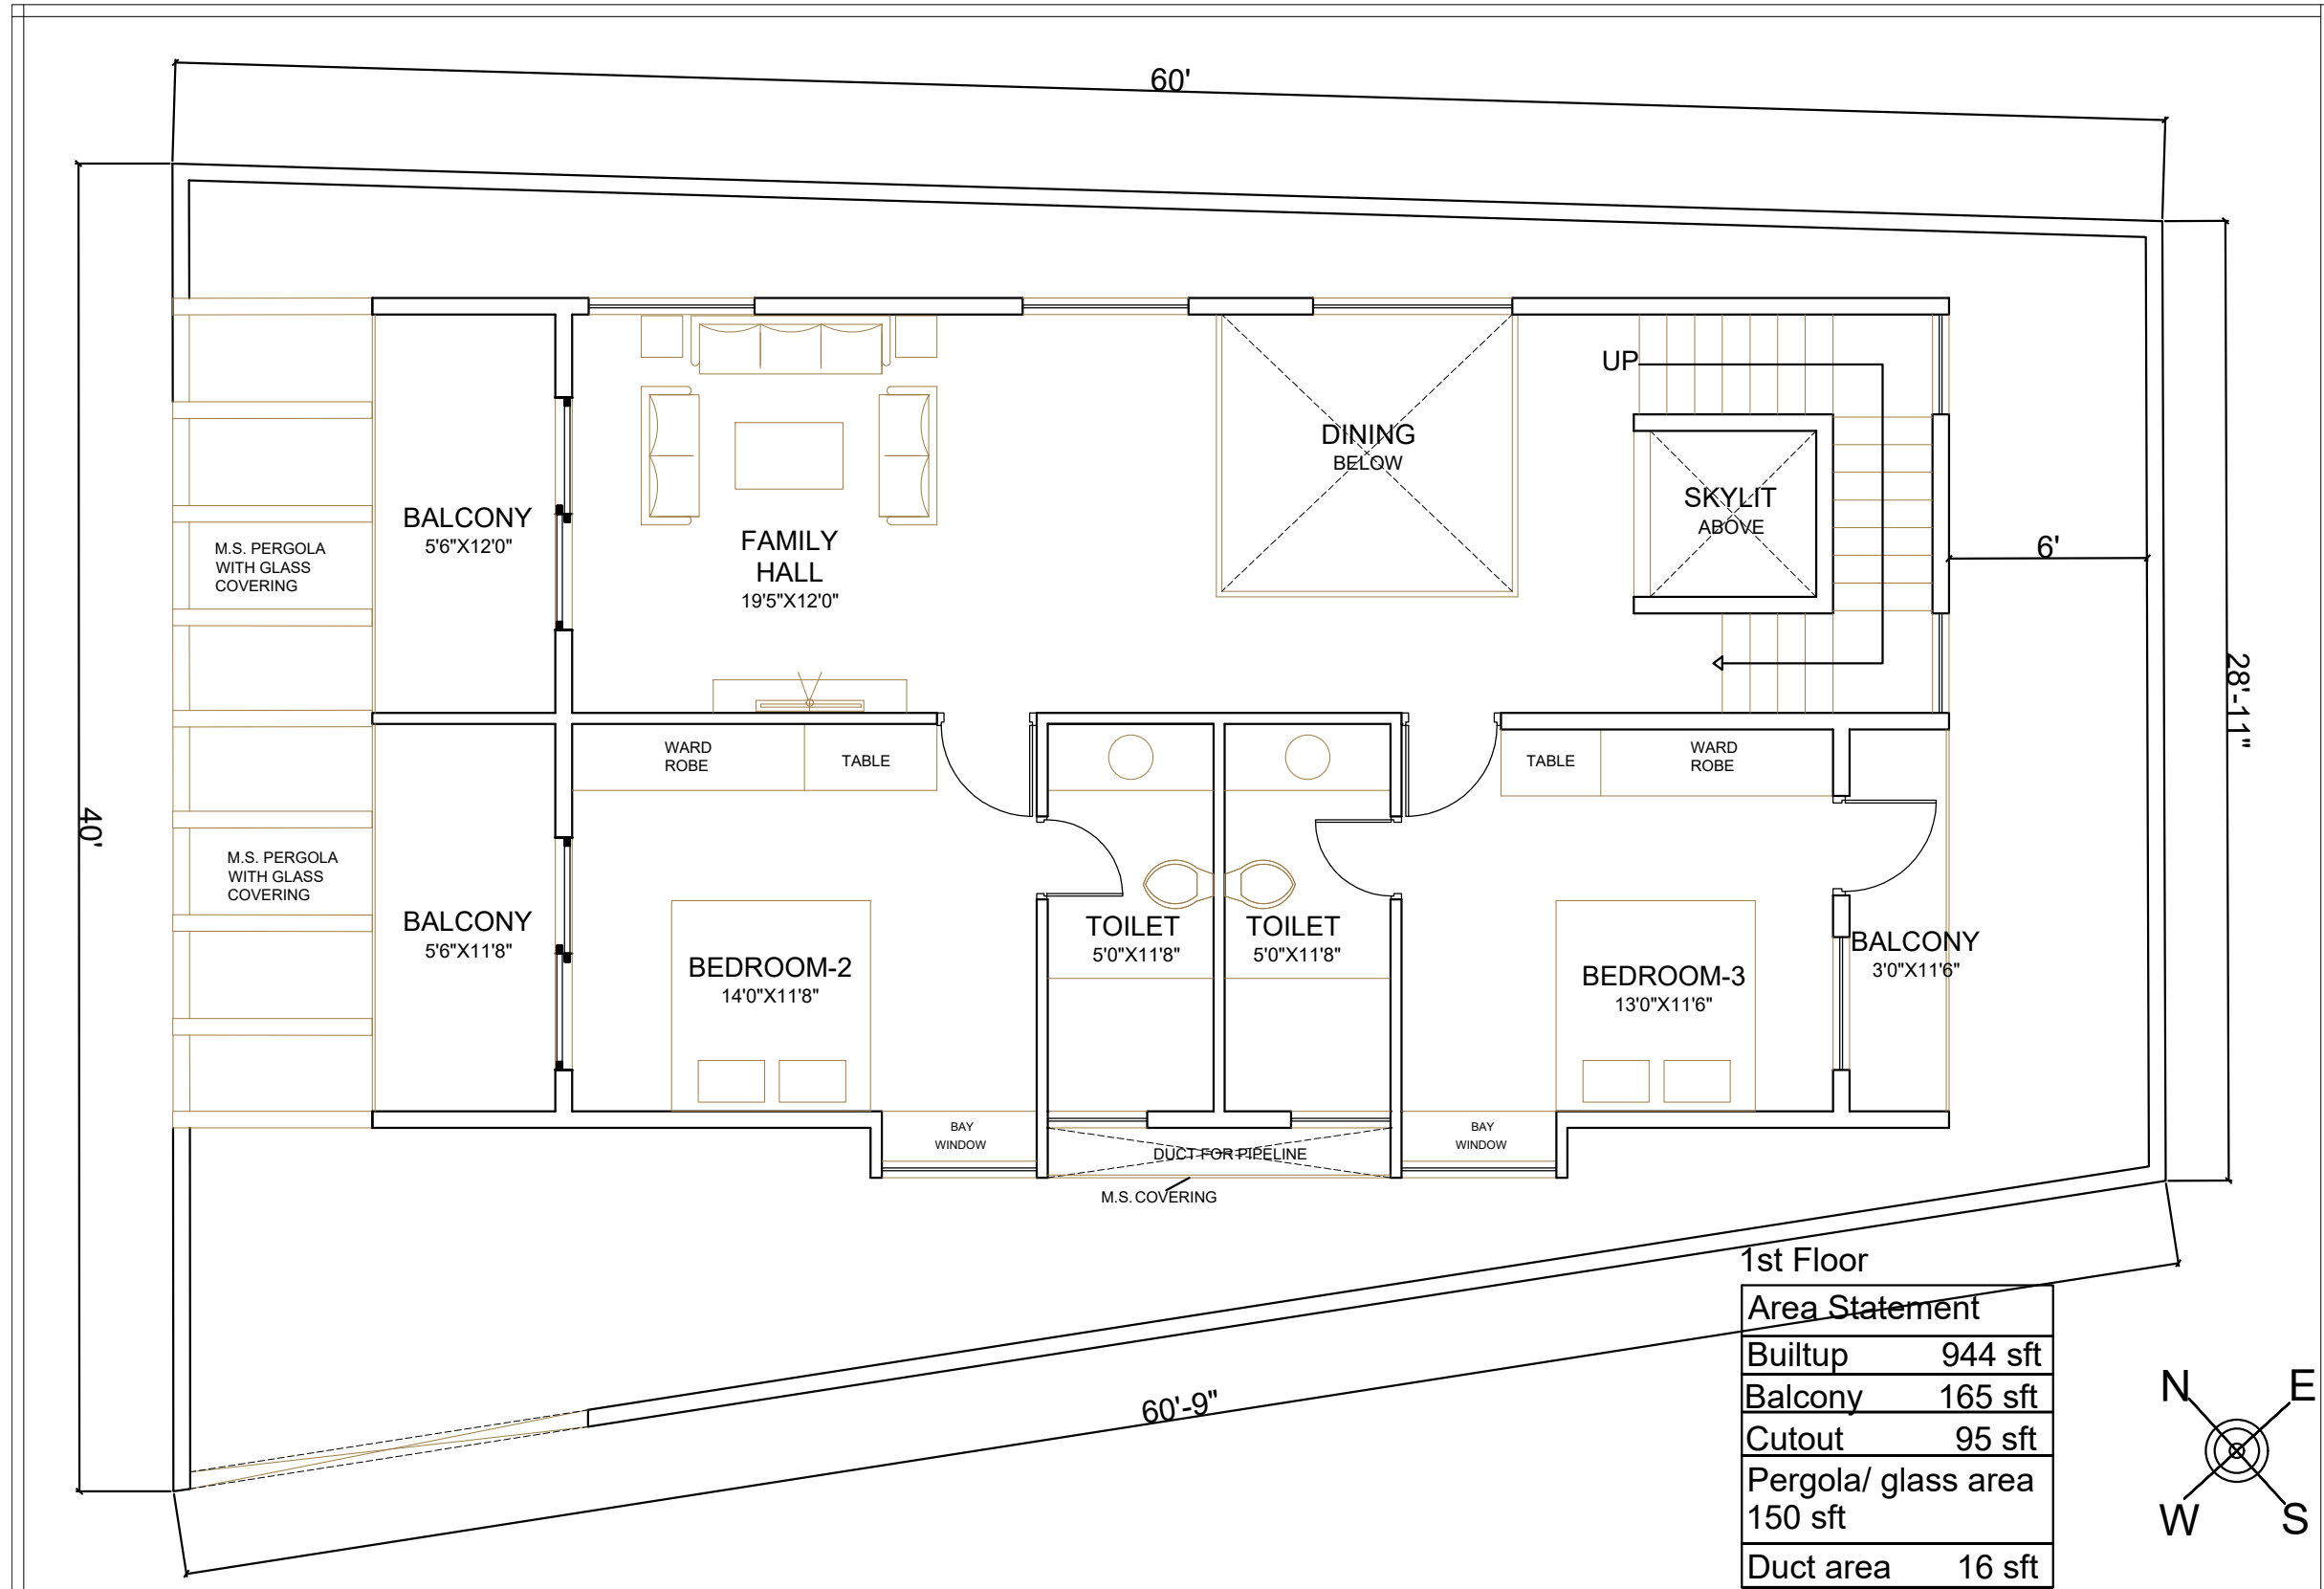 60'
UP
DINING
BELOW
SKYLIT
ABOVE
BALCONY
5'6"X12'0"
M.S. PERGOLA
WITH GLASS
COVERING
FAMILY
HALL
19'5"X12'0"
6'
28'-11"
40'
WARD
ROBE
TABLE
TABLE
WARD
ROBE
M.S. PERGOLA
WITH GLASS
COVERING
BALCONY
5'6"X11'8"
BEDROOM-2
14'0"X11'8"
TOILET
5'0"X11'8"
TOILET
5'0"X11'8"
BEDROOM-3
13'0"X11'6"
BALCONY
3'0"X11'6"
BAY
WINDOW
DUCT FOR PIPELINE
BAY
WINDOW
M.S. COVERING
60'-9"
1st Floor
Area Statement
Builtup 944 sft
Balcony 165 sft
Cutout 95 sft
Pergola/ glass area
150 sft
Duct area 16 sft
N E
W S